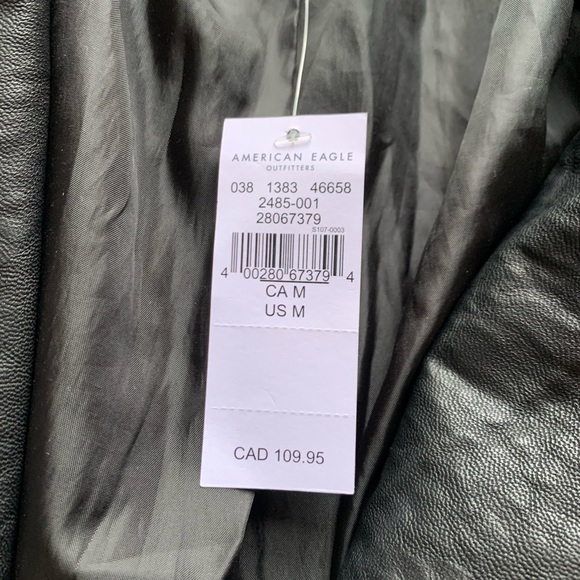 AMERICAN EAGLE
OUTFITTERS
038 1383 46658
2485-001
28067379
S107-0003
4 00280 67379 4
CA M
US M
CAD 109.95